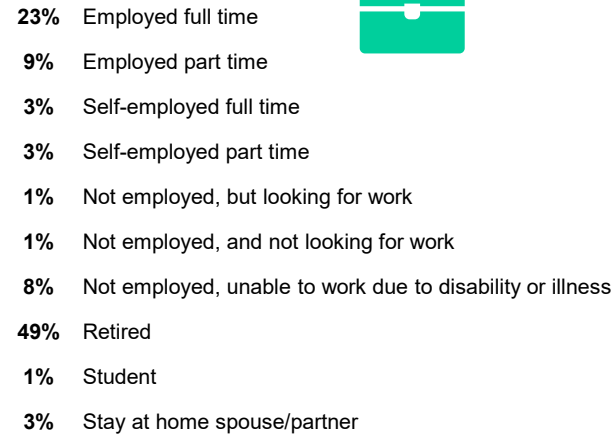 23% Employed full time
9% Employed part time
3% Self-employed full time
3% Self-employed part time
1% Not employed, but looking for work
1% Not employed, and not looking for work
8% Not employed, unable to work due to disability or illness
49% Retired
1% Student
3% Stay at home spouse/partner